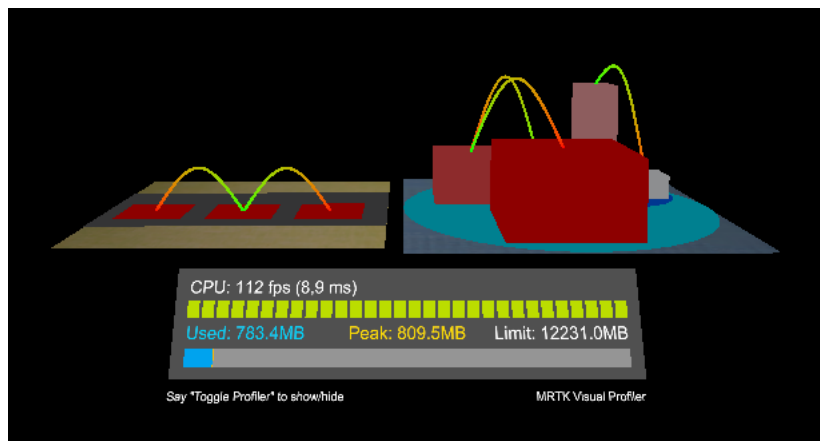 CPU: 112 fps (8,9 ms)
Used: 783.4MB Peak: 809.5MB Limit: 12231.0MB
Say "Toggle Profiler" to show/hide MRTK Visual Profiler